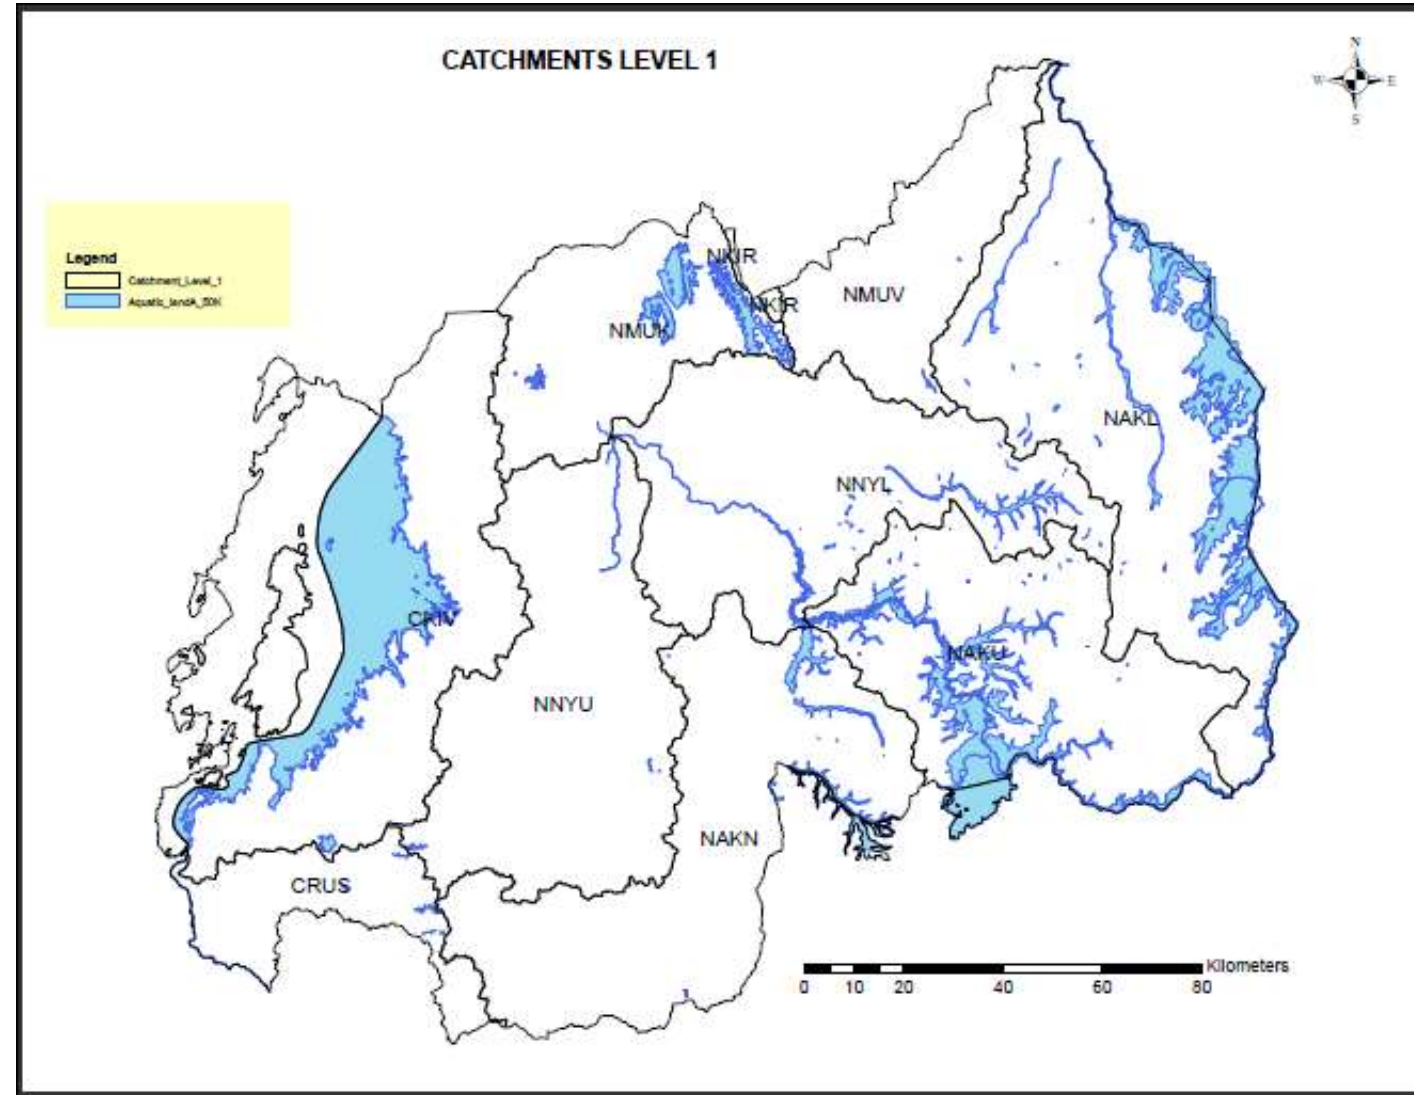 CATCHMENTS LEVEL 1
N
W E
S
Legend
Catchment_Level_1
Aquatic_landA_50K
NKIR
NKIR
NMUV
NMUK
NAKL
NNYL
CKIV
NAKU
NNYU
NAKN
CRUS
Kilometers
0 10 20 40 60 80